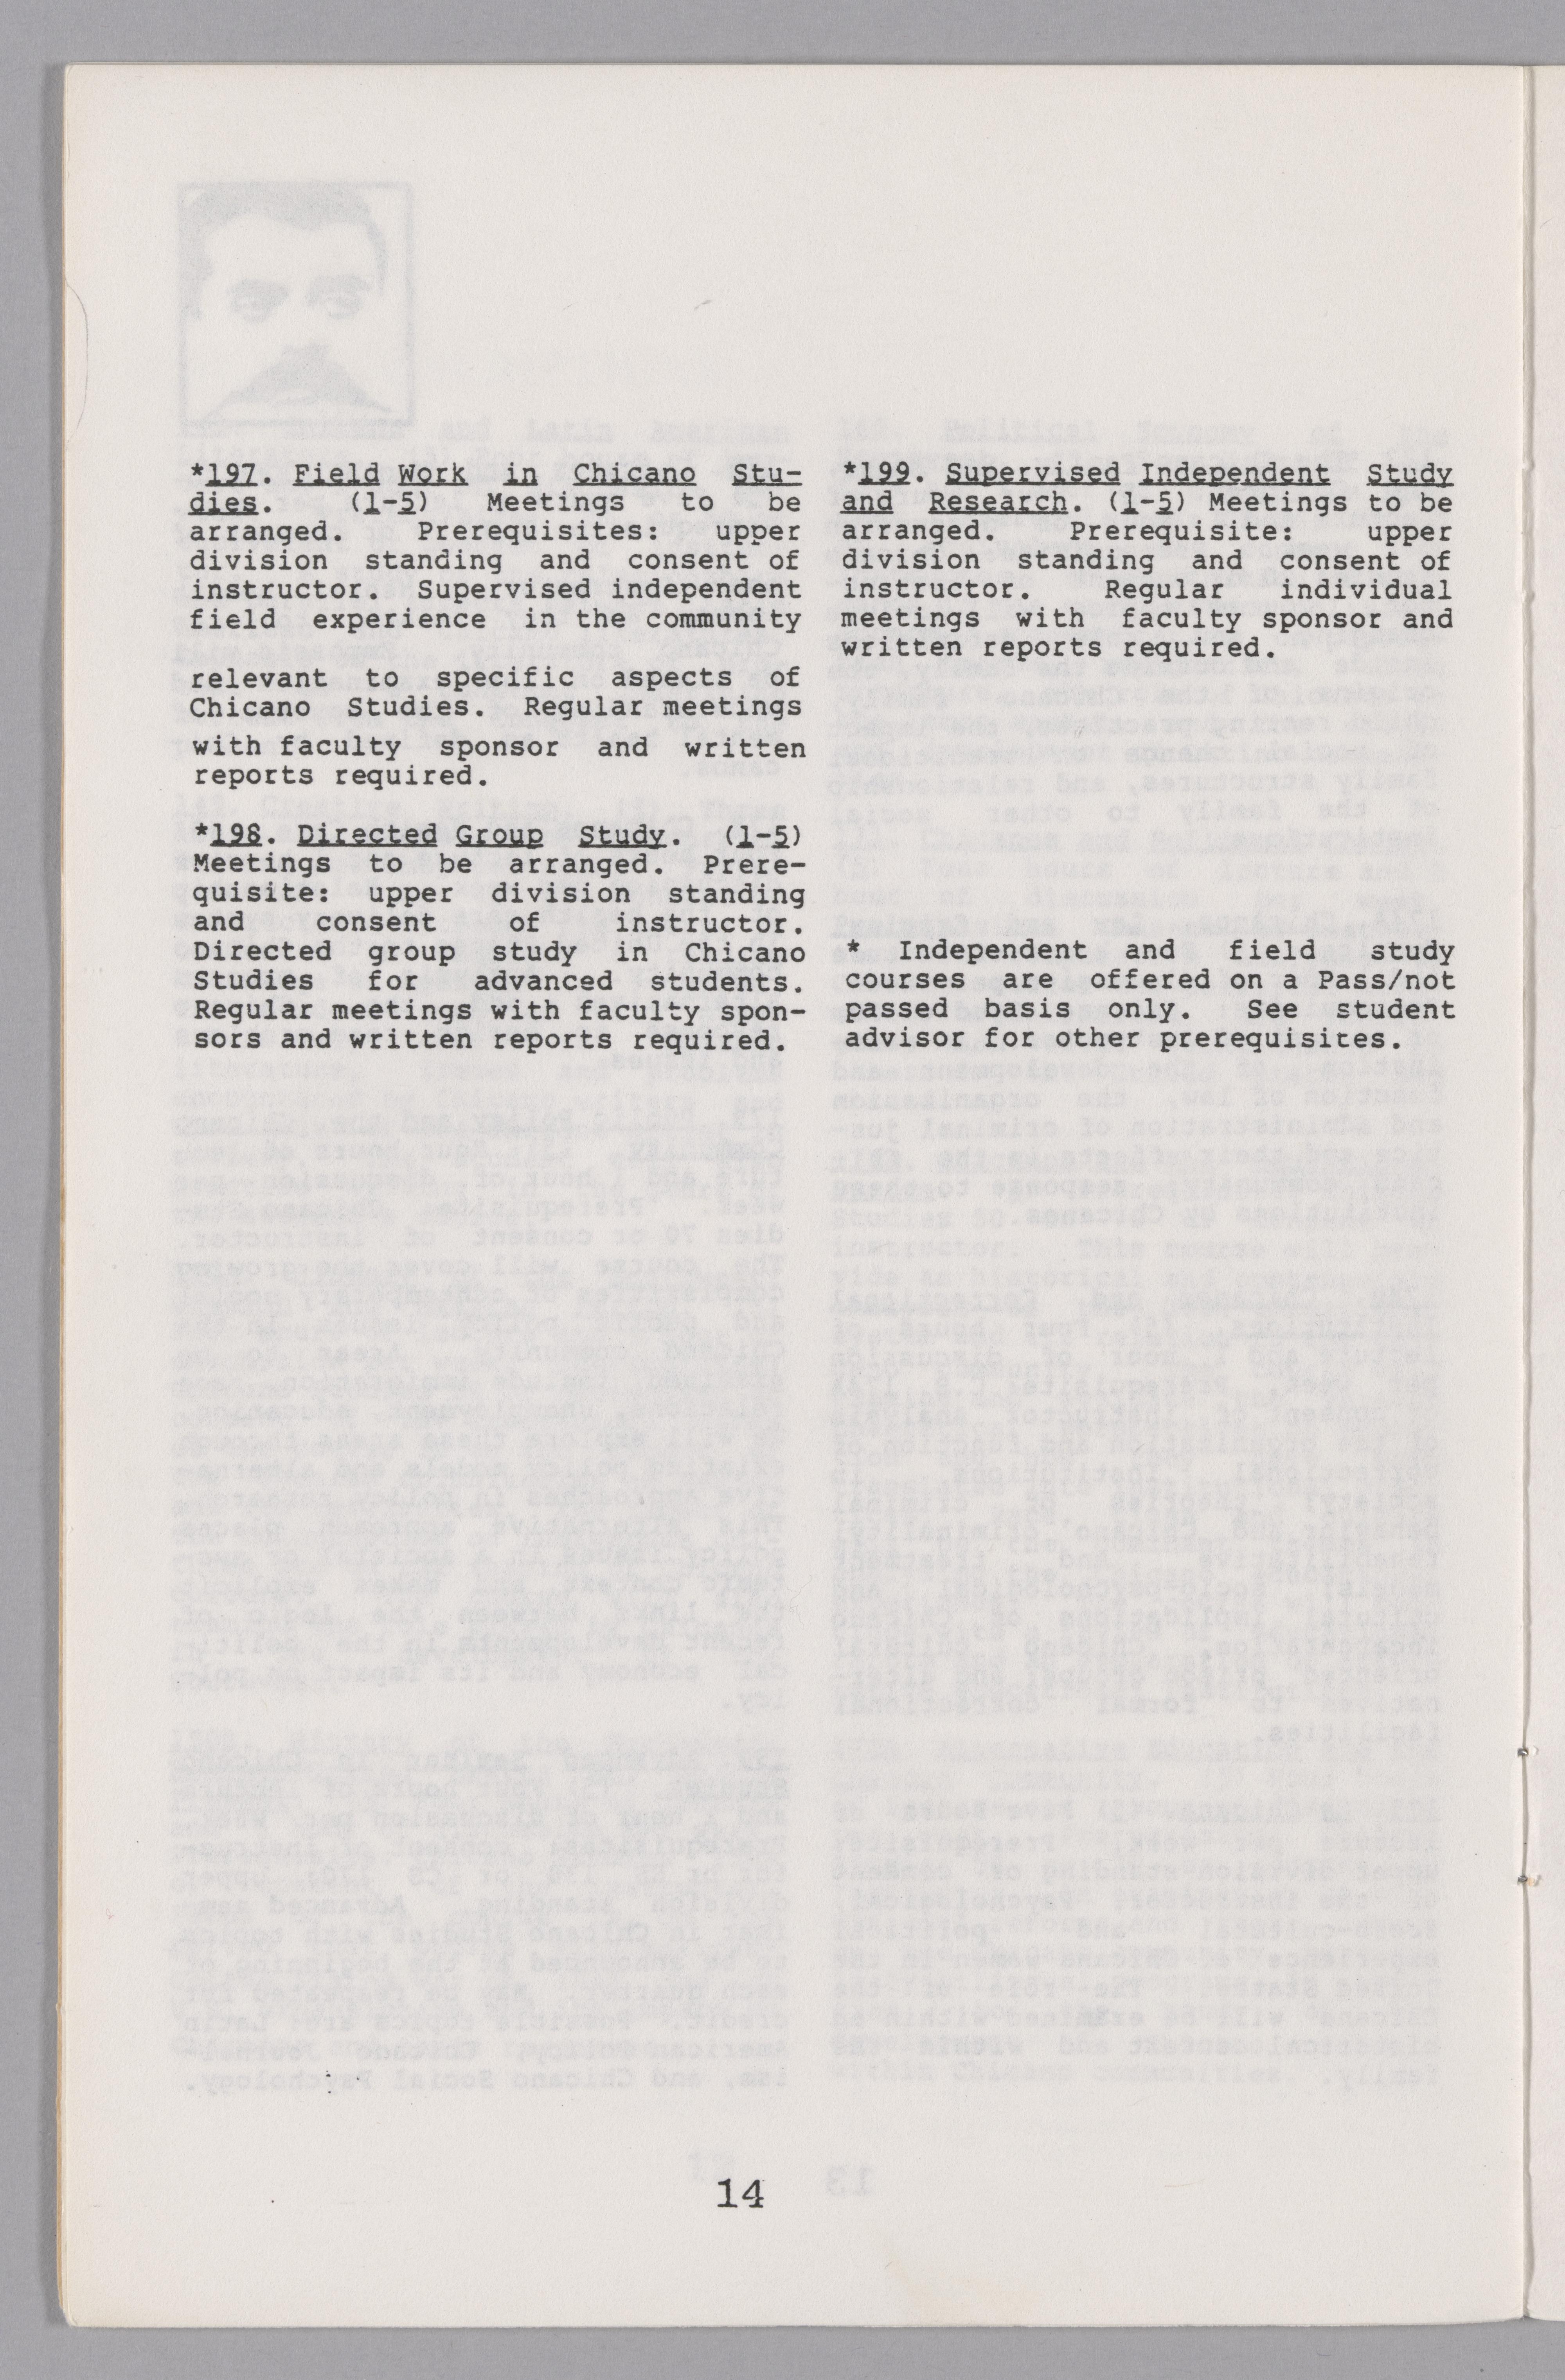 *197. Field Work in Chicano Stu-
dies. (1-5) Meetings to be
arranged. Prerequisites: upper
division standing and consent of
instructor. Supervised independent
field experience in the community
relevant to specific aspects of
Chicano Studies. Regular meetings
with faculty sponsor and written
reports required.
*198. Directed Group Study. (1-5)
Meetings to be arranged. Prere-
quisite: upper division standing
and consent of instructor.
Directed group study in Chicano
Studies for advanced students.
Regular meetings with faculty spon-
sors and written reports required.
*199. Supervised Independent Study
and Research. (1-5) Meetings to be
arranged. Prerequisite: upper
division standing and consent of
instructor. Regular individual
meetings with faculty sponsor and
written reports required.
* Independent and field study
courses are offered on a Pass/not
passed basis only. See student
advisor for other prerequisites.
14